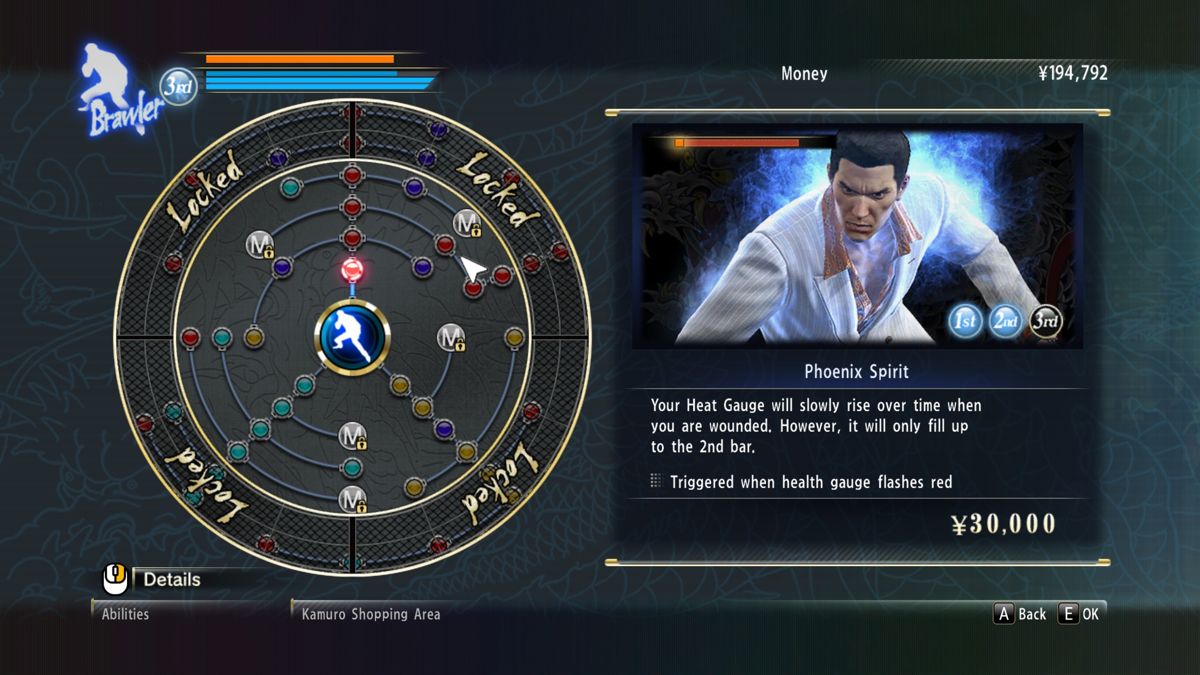 Brawler
3rd
Money
¥194,792
Locked
Locked
M
M
M
1st
2nd
3rd
Phoenix Spirit
Your Heat Gauge will slowly rise over time when
you are wounded. However, it will only fill up
to the 2nd bar.
Triggered when health gauge flashes red
¥30,000
M
M
Locked
Locked
Details
Abilities
Kamuro Shopping Area
A Back
E OK